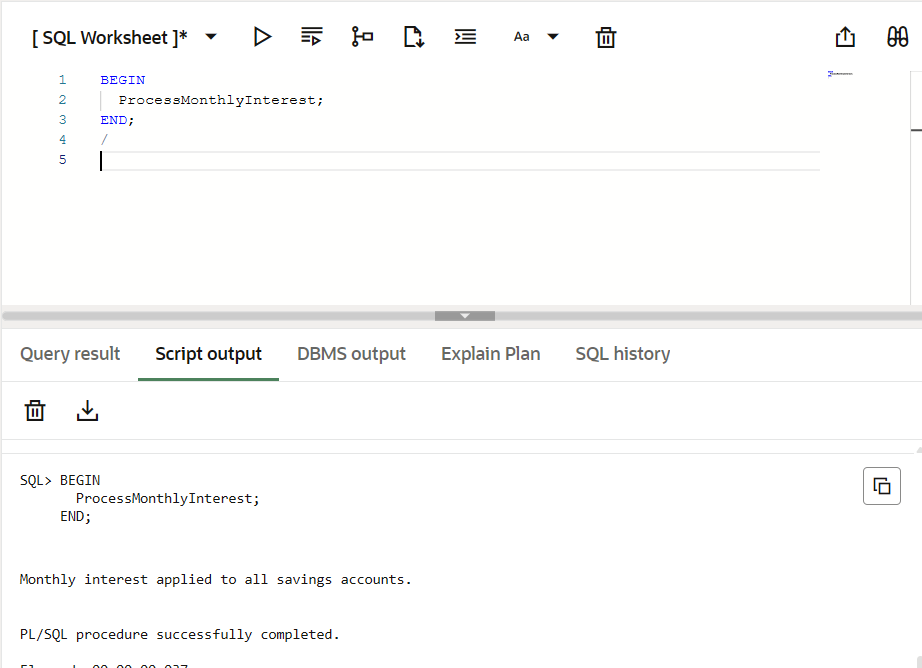 [ SQL Worksheet ]*
Aa
1 BEGIN
2 ProcessMonthlyInterest;
3 END;
4 /
5
Query result Script output DBMS output Explain Plan SQL history
SQL> BEGIN
ProcessMonthlyInterest;
END;
Monthly interest applied to all savings accounts.
PL/SQL procedure successfully completed.